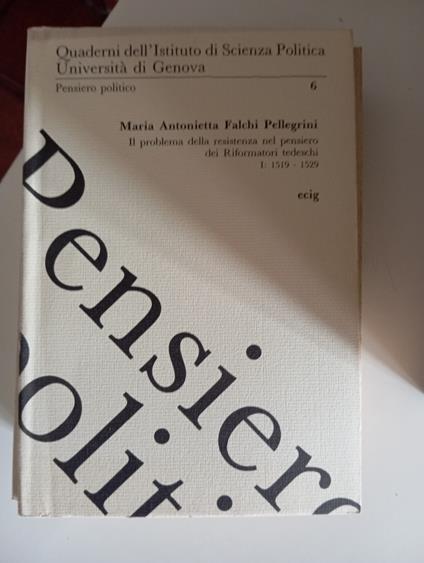 Quaderni dell'Istituto di Scienza Politica
Università di Genova
Pensiero politico 6
Maria Antonietta Falchi Pellegrini
Il problema della resistenza nel pensiero
dei Riformatori tedeschi
I: 1519 - 1529
ecig
Pensiero
polit